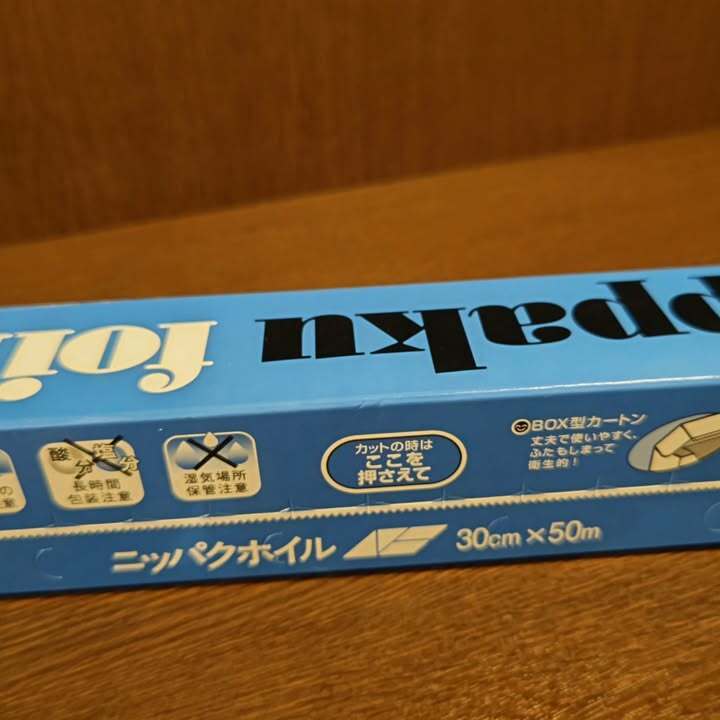 ppaku
foil
の
酸分 塩分
長時間
包装注意
湿気場所
保管注意
カットの時は
ここを
押さえて
BOX型カートン
丈夫で使いやすく、
ふたもしまって
衛生的！
ニッパクホイル 30cm×50m